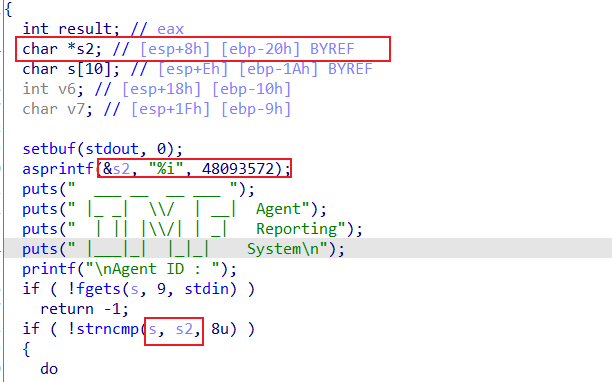 {
int result; // eax
char *s2; // [esp+8h] [ebp-20h] BYREF
char s[10]; // [esp+Eh] [ebp-1Ah] BYREF
int v6; // [esp+18h] [ebp-10h]
char v7; // [esp+1Fh] [ebp-9h]
setbuf(stdout, 0);
asprintf(&s2, "%i", 48093572);
puts("  ___ __  __ ___ ");
puts(" |_ _|  \\/  | __|  Agent");
puts("  | || |\\/| | _|   Reporting");
puts(" |___|_|  |_|_|    System\n");
printf("\nAgent ID : ");
if ( !fgets(s, 9, stdin) )
return -1;
if ( !strncmp(s, s2, 8u) )
{
do